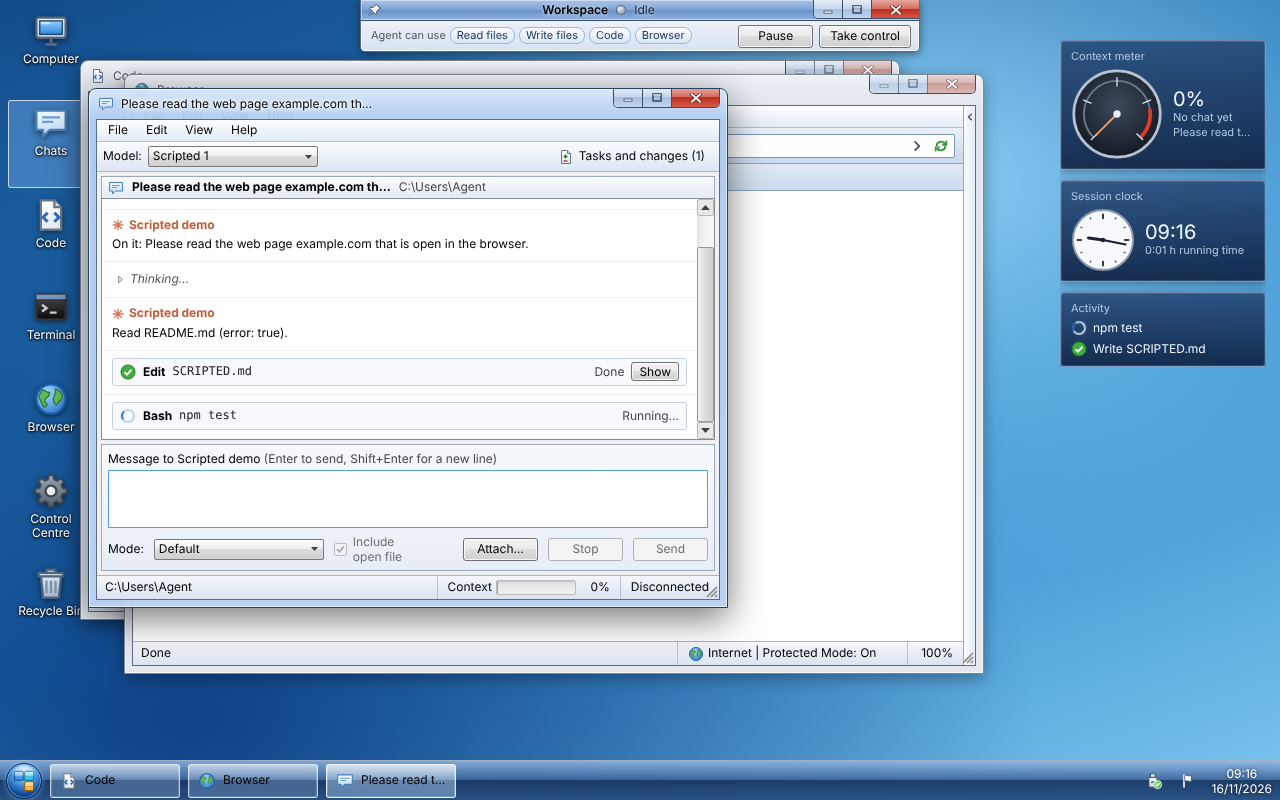 Workspace Idle
Agent can use Read files Write files Code Browser Pause Take control
Computer
Chats
Code
Terminal
Browser
Control
Centre
Recycle Bin
Code
Browser
Please read the web page example.com th...
File Edit View Help
Model: Scripted 1 Tasks and changes (1)
Please read the web page example.com th... C:\Users\Agent
Scripted demo
On it: Please read the web page example.com that is open in the browser.
Thinking...
Scripted demo
Read README.md (error: true).
Edit SCRIPTED.md Done Show
Bash npm test Running...
Message to Scripted demo (Enter to send, Shift+Enter for a new line)
Mode: Default Include
open file
Attach... Stop Send
C:\Users\Agent Context 0% Disconnected
Done Internet | Protected Mode: On 100%
Context meter
0%
No chat yet
Please read t...
Session clock
09:16
0:01 h running time
Activity
npm test
Write SCRIPTED.md
Code Browser Please read t...
09:16
16/11/2026